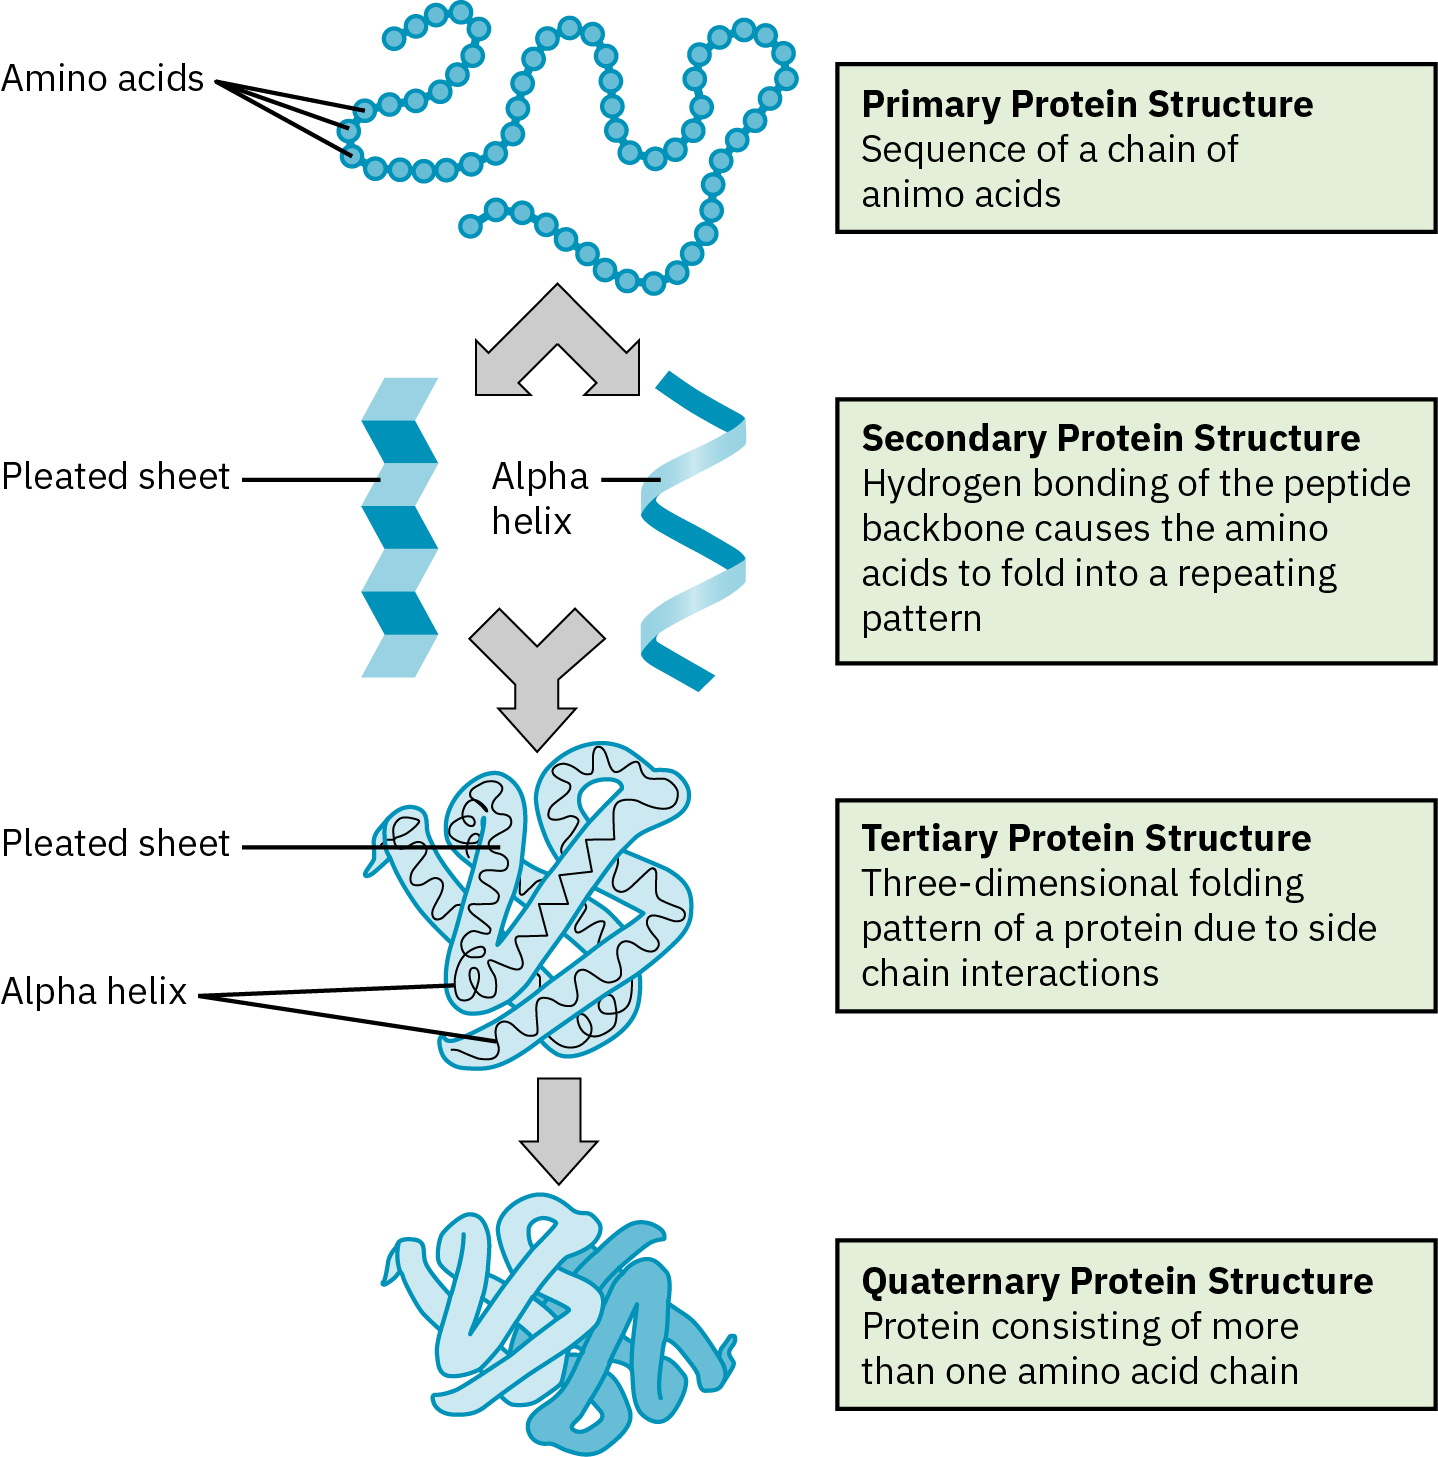 Amino acids
Primary Protein Structure
Sequence of a chain of
animo acids
Pleated sheet
Alpha
helix
Secondary Protein Structure
Hydrogen bonding of the peptide
backbone causes the amino
acids to fold into a repeating
pattern
Pleated sheet
Alpha helix
Tertiary Protein Structure
Three-dimensional folding
pattern of a protein due to side
chain interactions
Quaternary Protein Structure
Protein consisting of more
than one amino acid chain